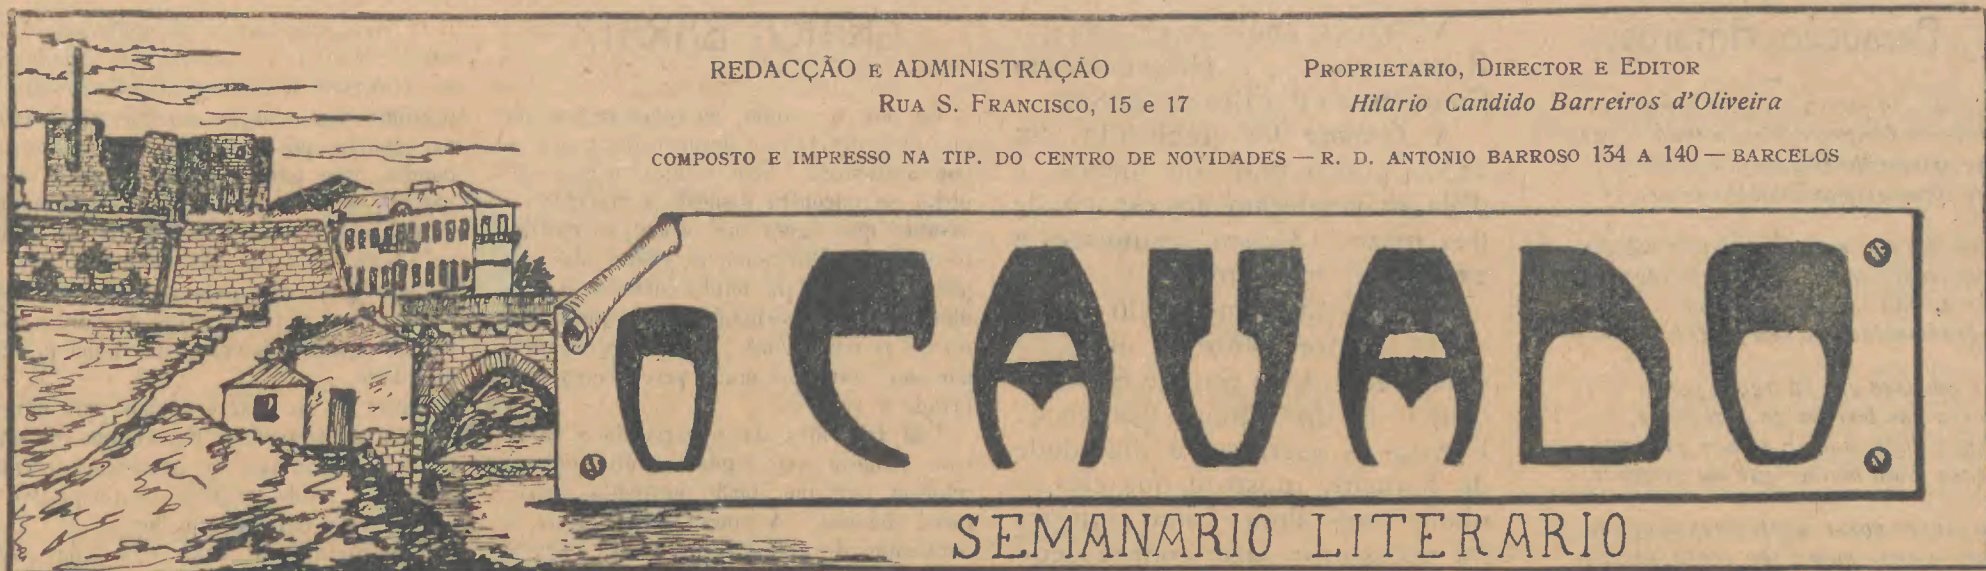 REDACÇÃO E ADMINISTRAÇÃO
RUA S. FRANCISCO, 15 e 17
PROPRIETARIO, DIRECTOR E EDITOR
Hilario Candido Barreiros d'Oliveira
COMPOSTO E IMPRESSO NA TIP. DO CENTRO DE NOVIDADES — R. D. ANTONIO BARROSO 134 A 140 — BARCELOS
O CAVADO
SEMANARIO LITERARIO